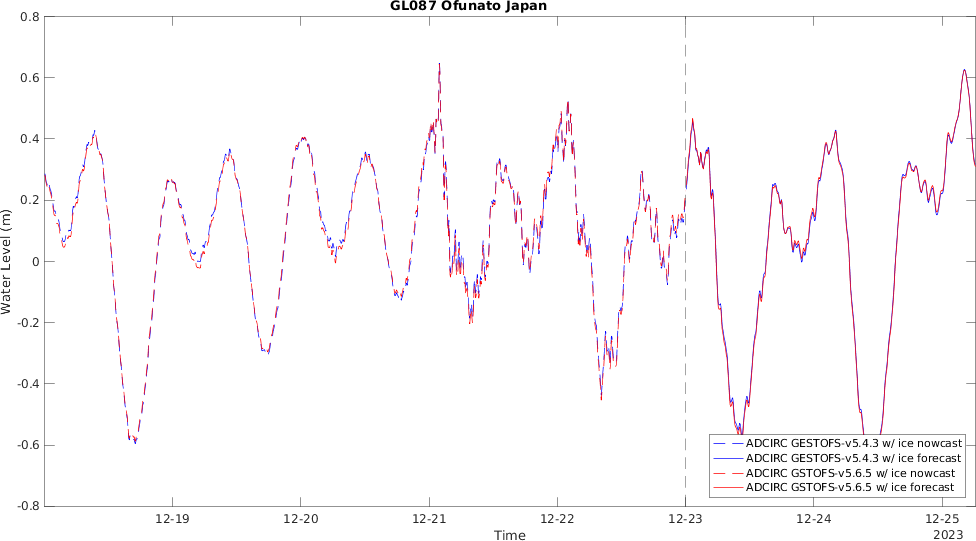 GL087 Ofunato Japan
0.8
0.6
0.4
0.2
0
-0.2
-0.4
-0.6
-0.8
Water Level (m)
12-19
12-20
12-21
12-22
12-23
12-24
12-25
Time
2023
ADCIRC GESTOFS-v5.4.3 w/ ice nowcast
ADCIRC GESTOFS-v5.4.3 w/ ice forecast
ADCIRC GSTOFS-v5.6.5 w/ ice nowcast
ADCIRC GSTOFS-v5.6.5 w/ ice forecast